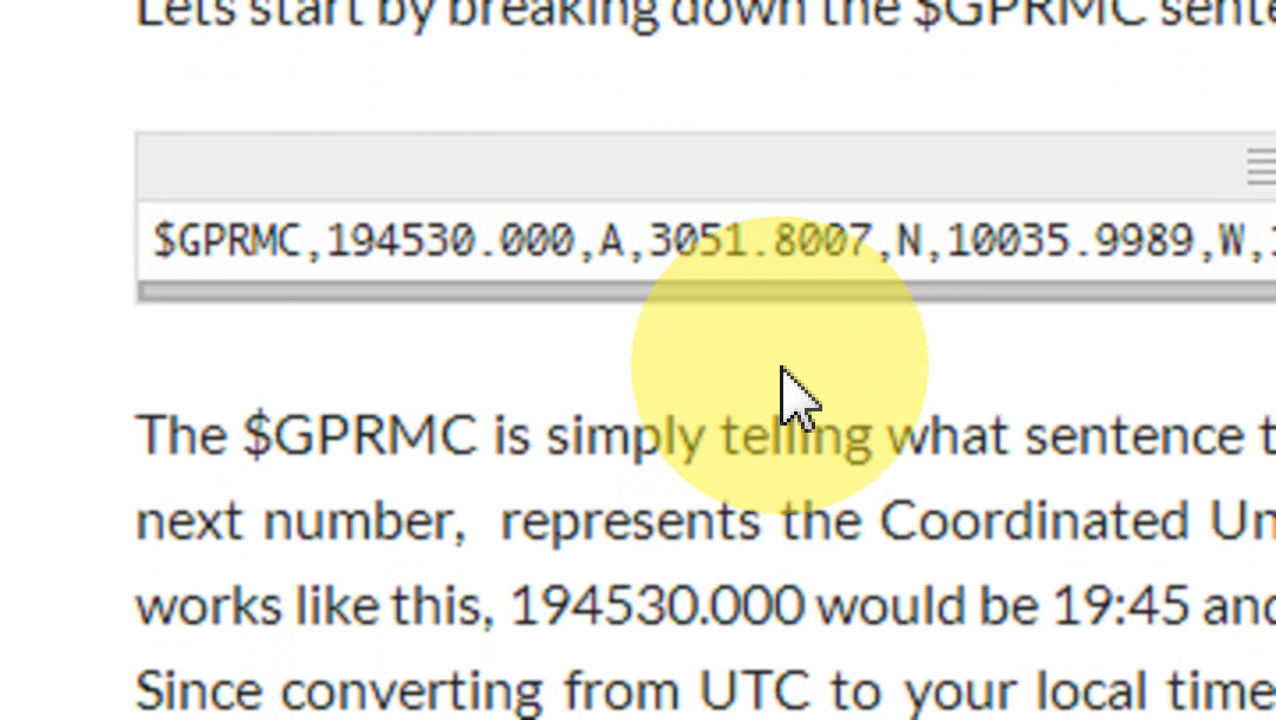 Lets start by breaking down the $GPRMC sente
$GPRMC,194530.000,A,3051.8007,N,10035.9989,W,1
The $GPRMC is simply telling what sentence t
next number, represents the Coordinated Un
works like this, 194530.000 would be 19:45 and
Since converting from UTC to your local time